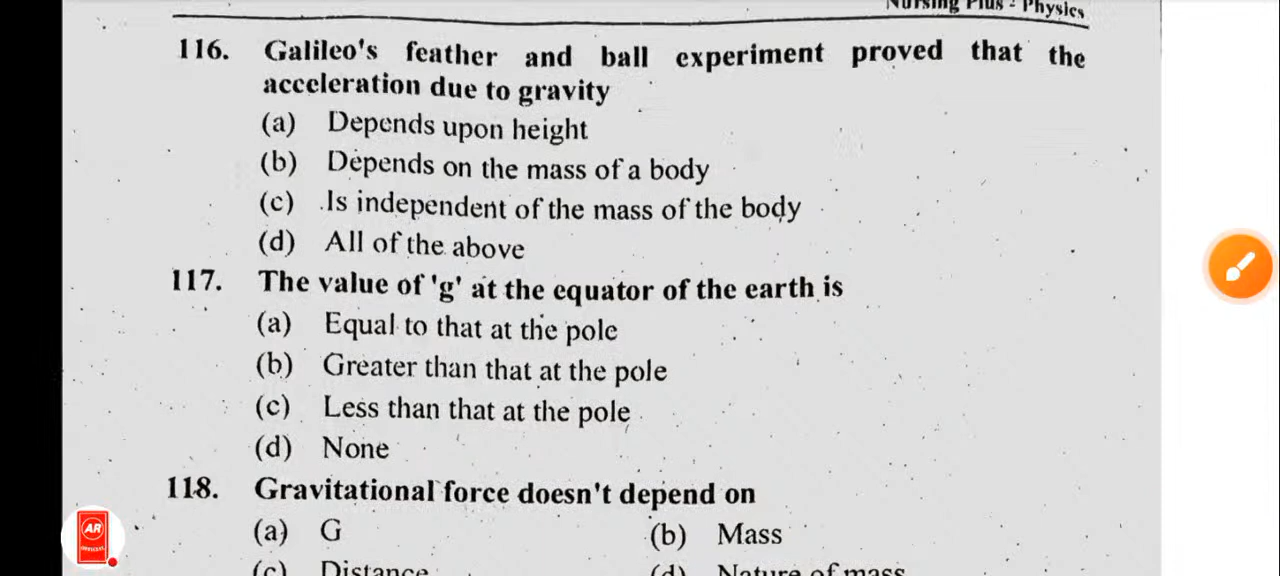 Nursing Plus - Physics
116. Galileo's feather and ball experiment proved that the
acceleration due to gravity
(a) Depends upon height
(b) Depends on the mass of a body
(c) Is independent of the mass of the body
(d) All of the above
117. The value of 'g' at the equator of the earth is
(a) Equal to that at the pole
(b) Greater than that at the pole
(c) Less than that at the pole
(d) None
118. Gravitational force doesn't depend on
(a) G (b) Mass
(c) Distance (d) Nature of mass
AR